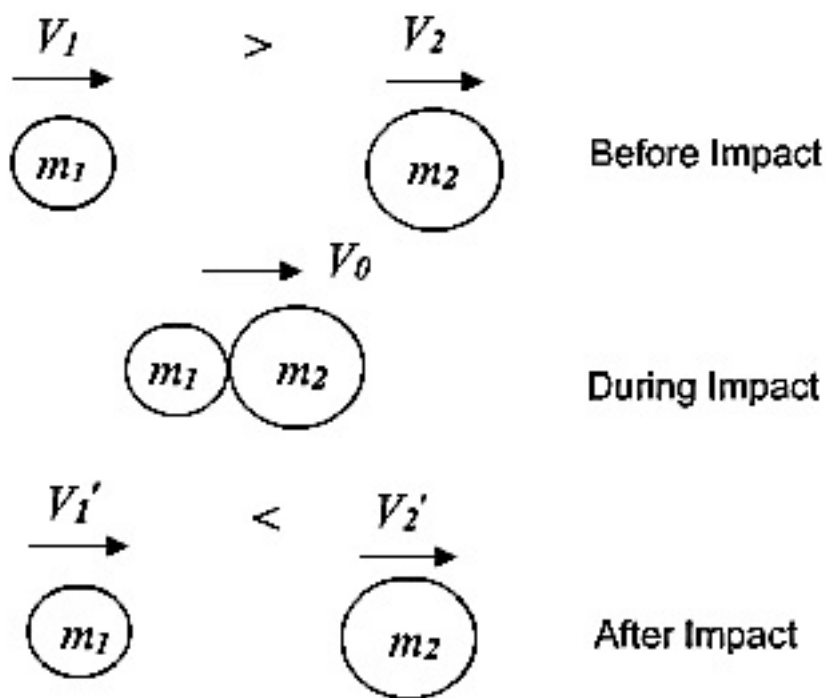 V₁ > V₂
m₁ m₂ Before Impact
V₀
m₁ m₂ During Impact
V₁' < V₂'
m₁ m₂ After Impact